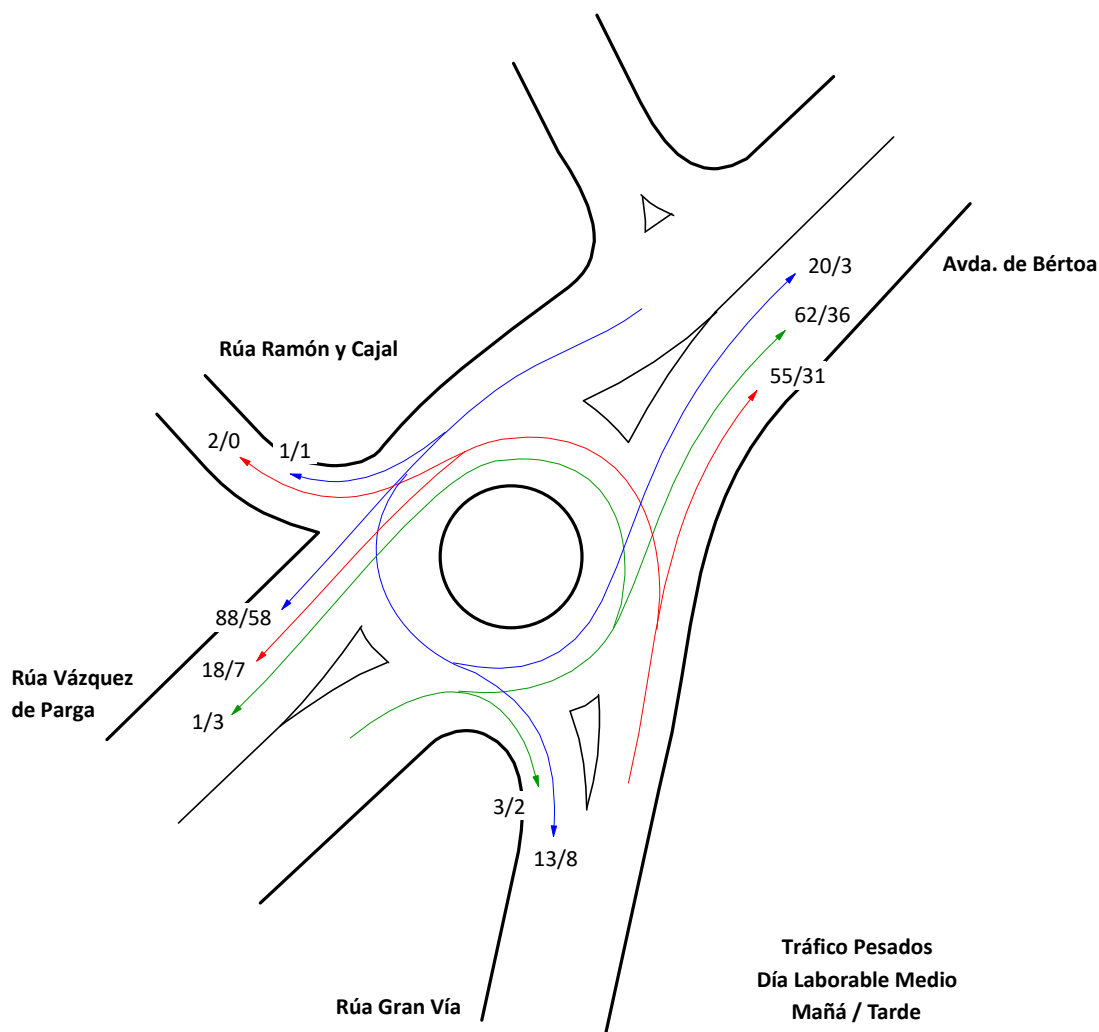 Avda. de Bértoa
20/3
62/36
Rúa Ramón y Cajal
55/31
2/0
1/1
88/58
18/7
Rúa Vázquez
de Parga
1/3
3/2
13/8
Tráfico Pesados
Día Laborable Medio
Mañá / Tarde
Rúa Gran Vía